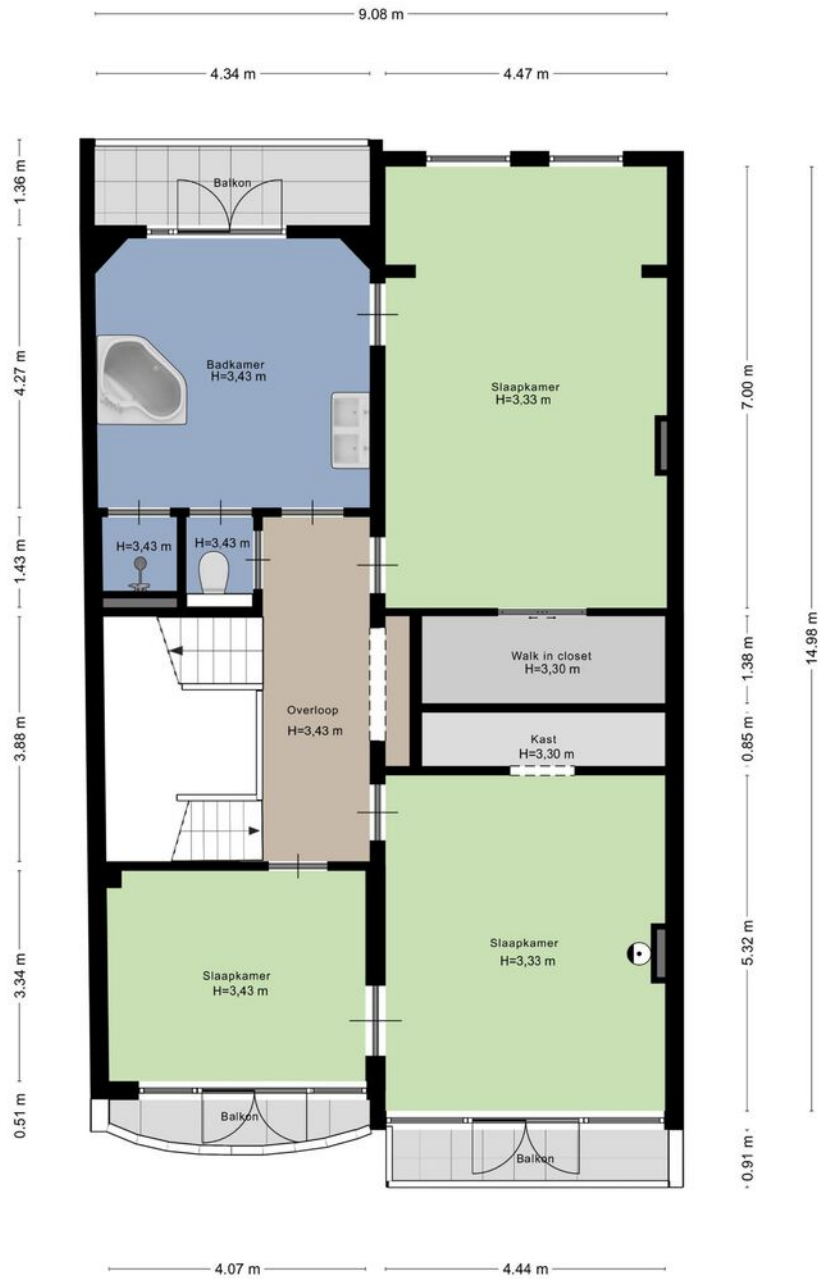 9.08 m
4.34 m
4.47 m
1.36 m
4.27 m
1.43 m
3.88 m
3.34 m
0.51 m
Balkon
Badkamer
H=3,43 m
Slaapkamer
H=3,33 m
H=3,43 m
H=3,43 m
Walk in closet
H=3,30 m
Overloop
H=3,43 m
Kast
H=3,30 m
Slaapkamer
H=3,33 m
Slaapkamer
H=3,43 m
Balkon
Balkon
7.00 m
1.38 m
0.85 m
5.32 m
0.91 m
14.98 m
4.07 m
4.44 m